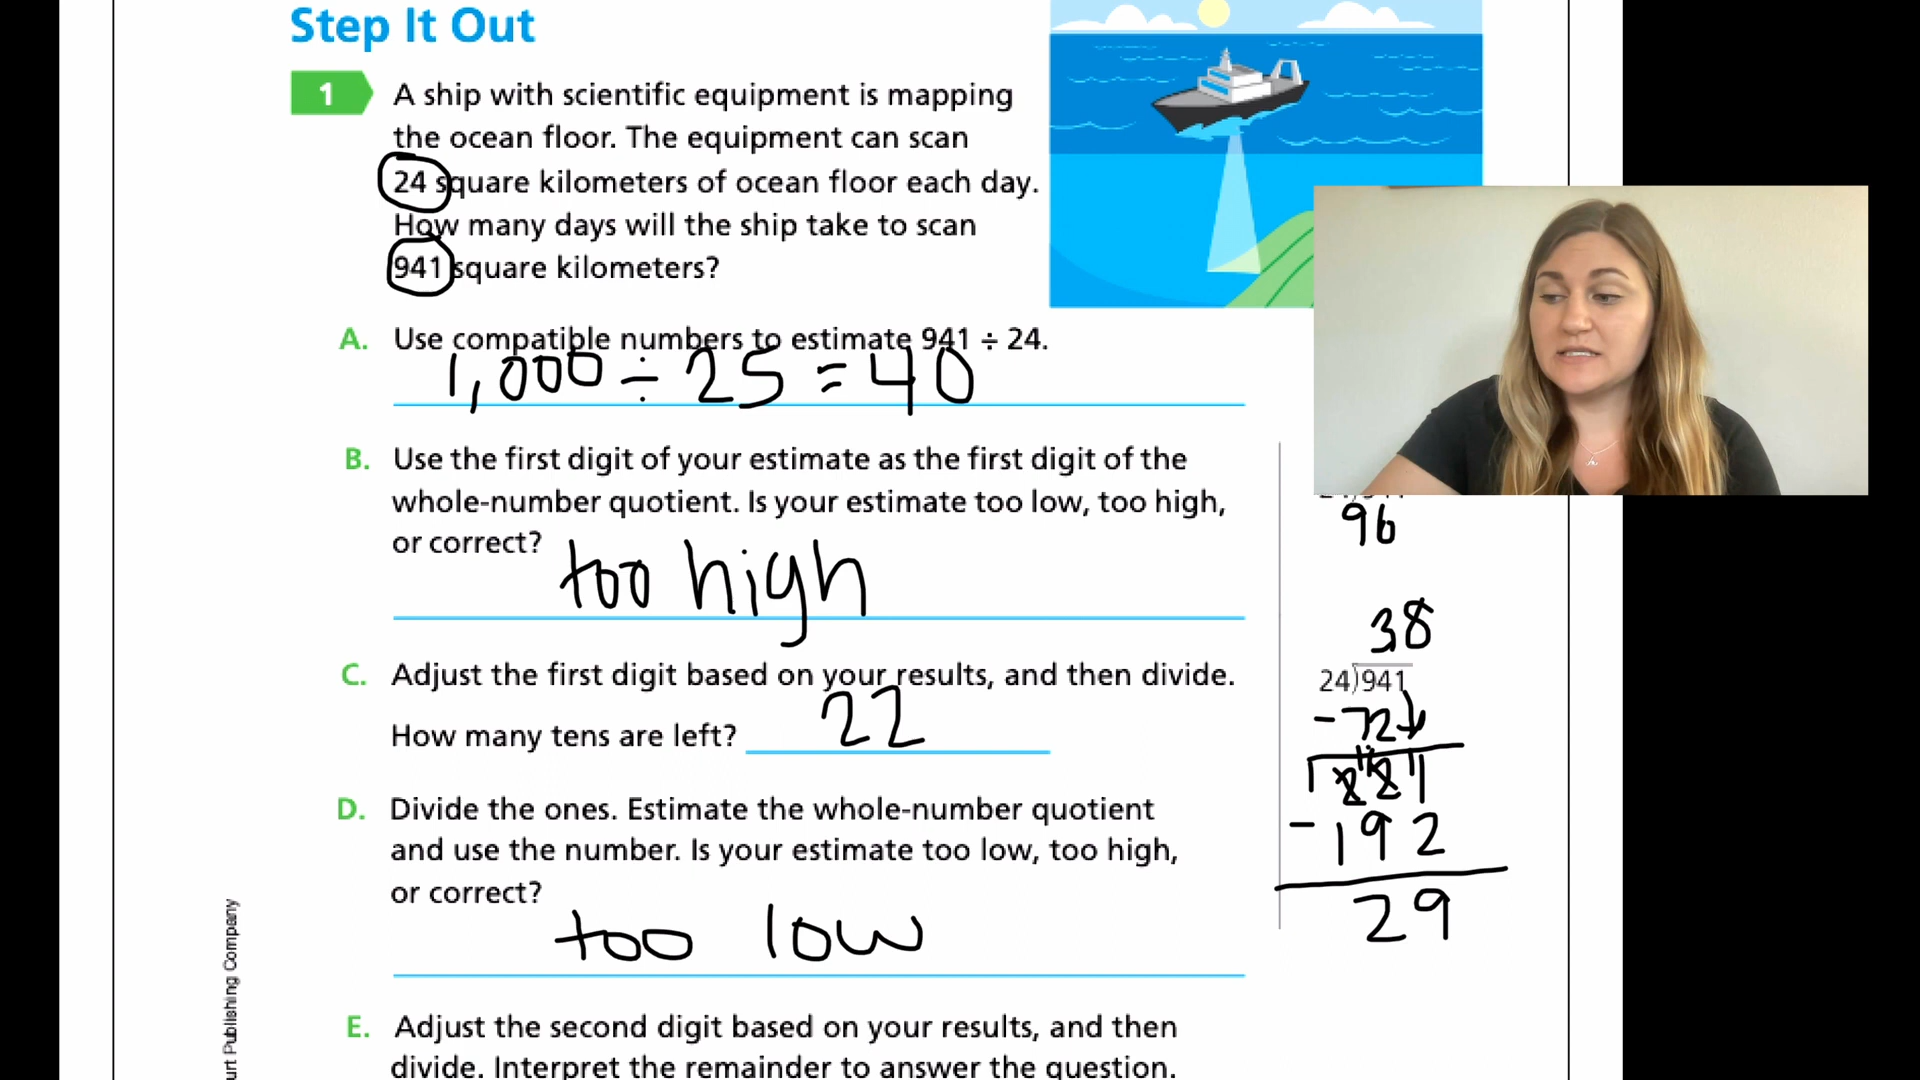 Step It Out
1 A ship with scientific equipment is mapping
the ocean floor. The equipment can scan
24 square kilometers of ocean floor each day.
How many days will the ship take to scan
941 square kilometers?
A. Use compatible numbers to estimate 941 ÷ 24.
1,000 ÷ 25 = 40
B. Use the first digit of your estimate as the first digit of the
whole-number quotient. Is your estimate too low, too high,
or correct?
too high
96
C. Adjust the first digit based on your results, and then divide.
How many tens are left? 22
D. Divide the ones. Estimate the whole-number quotient
and use the number. Is your estimate too low, too high,
or correct?
too low
38
24)941
-72
221
-192
29
E. Adjust the second digit based on your results, and then
divide. Interpret the remainder to answer the question.
Publishing Company